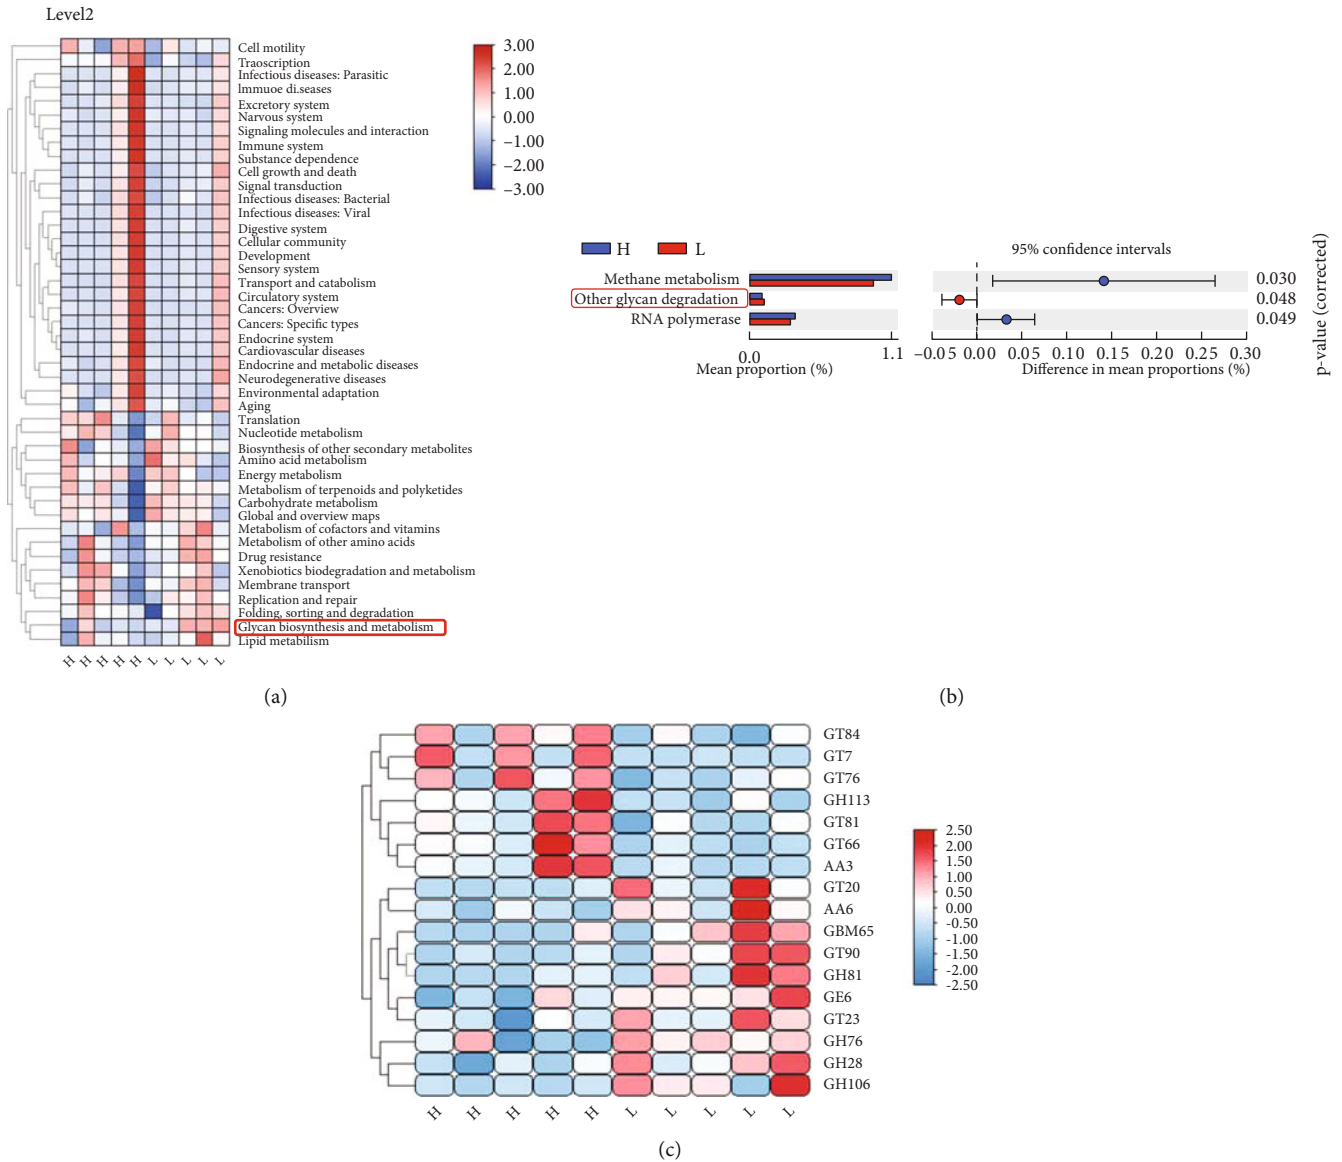 Level2
Cell motility
Traoscription
Infectious diseases: Parasitic
Immuoe di.seases
Excretory system
Narvous system
Signaling molecules and interaction
Immune system
Substance dependence
Cell growth and death
Signal transduction
Infectious diseases: Bacterial
Infectious diseases: Viral
Digestive system
Cellular community
Development
Sensory system
Transport and catabolism
Circulatory system
Cancers: Overview
Cancers: Specific types
Endocrine system
Cardiovascular diseases
Endocrine and metabolic diseases
Neurodegenerative diseases
Environmental adaptation
Aging
Translation
Nucleotide metabolism
Biosynthesis of other secondary metabolites
Amino acid metabolism
Energy metabolism
Metabolism of terpenoids and polyketides
Carbohydrate metabolism
Global and overview maps
Metabolism of cofactors and vitamins
Metabolism of other amino acids
Drug resistance
Xenobiotics biodegradation and metabolism
Membrane transport
Replication and repair
Folding, sorting and degradation
Glycan biosynthesis and metabolism
Lipid metabilism
H H H H H L L L L L
3.00
2.00
1.00
0.00
−1.00
−2.00
−3.00
(a)
H L
95% confidence intervals
Methane metabolism
Other glycan degradation
RNA polymerase
0.030
0.048
0.049
p-value (corrected)
0.0 1.1
Mean proportion (%)
−0.05 0.00 0.05 0.10 0.15 0.20 0.25 0.30
Difference in mean proportions (%)
(b)
GT84
GT7
GT76
GH113
GT81
GT66
AA3
GT20
AA6
GBM65
GT90
GH81
GE6
GT23
GH76
GH28
GH106
H H H H H L L L L L
2.50
2.00
1.50
1.00
0.50
0.00
−0.50
−1.00
−1.50
−2.00
−2.50
(c)